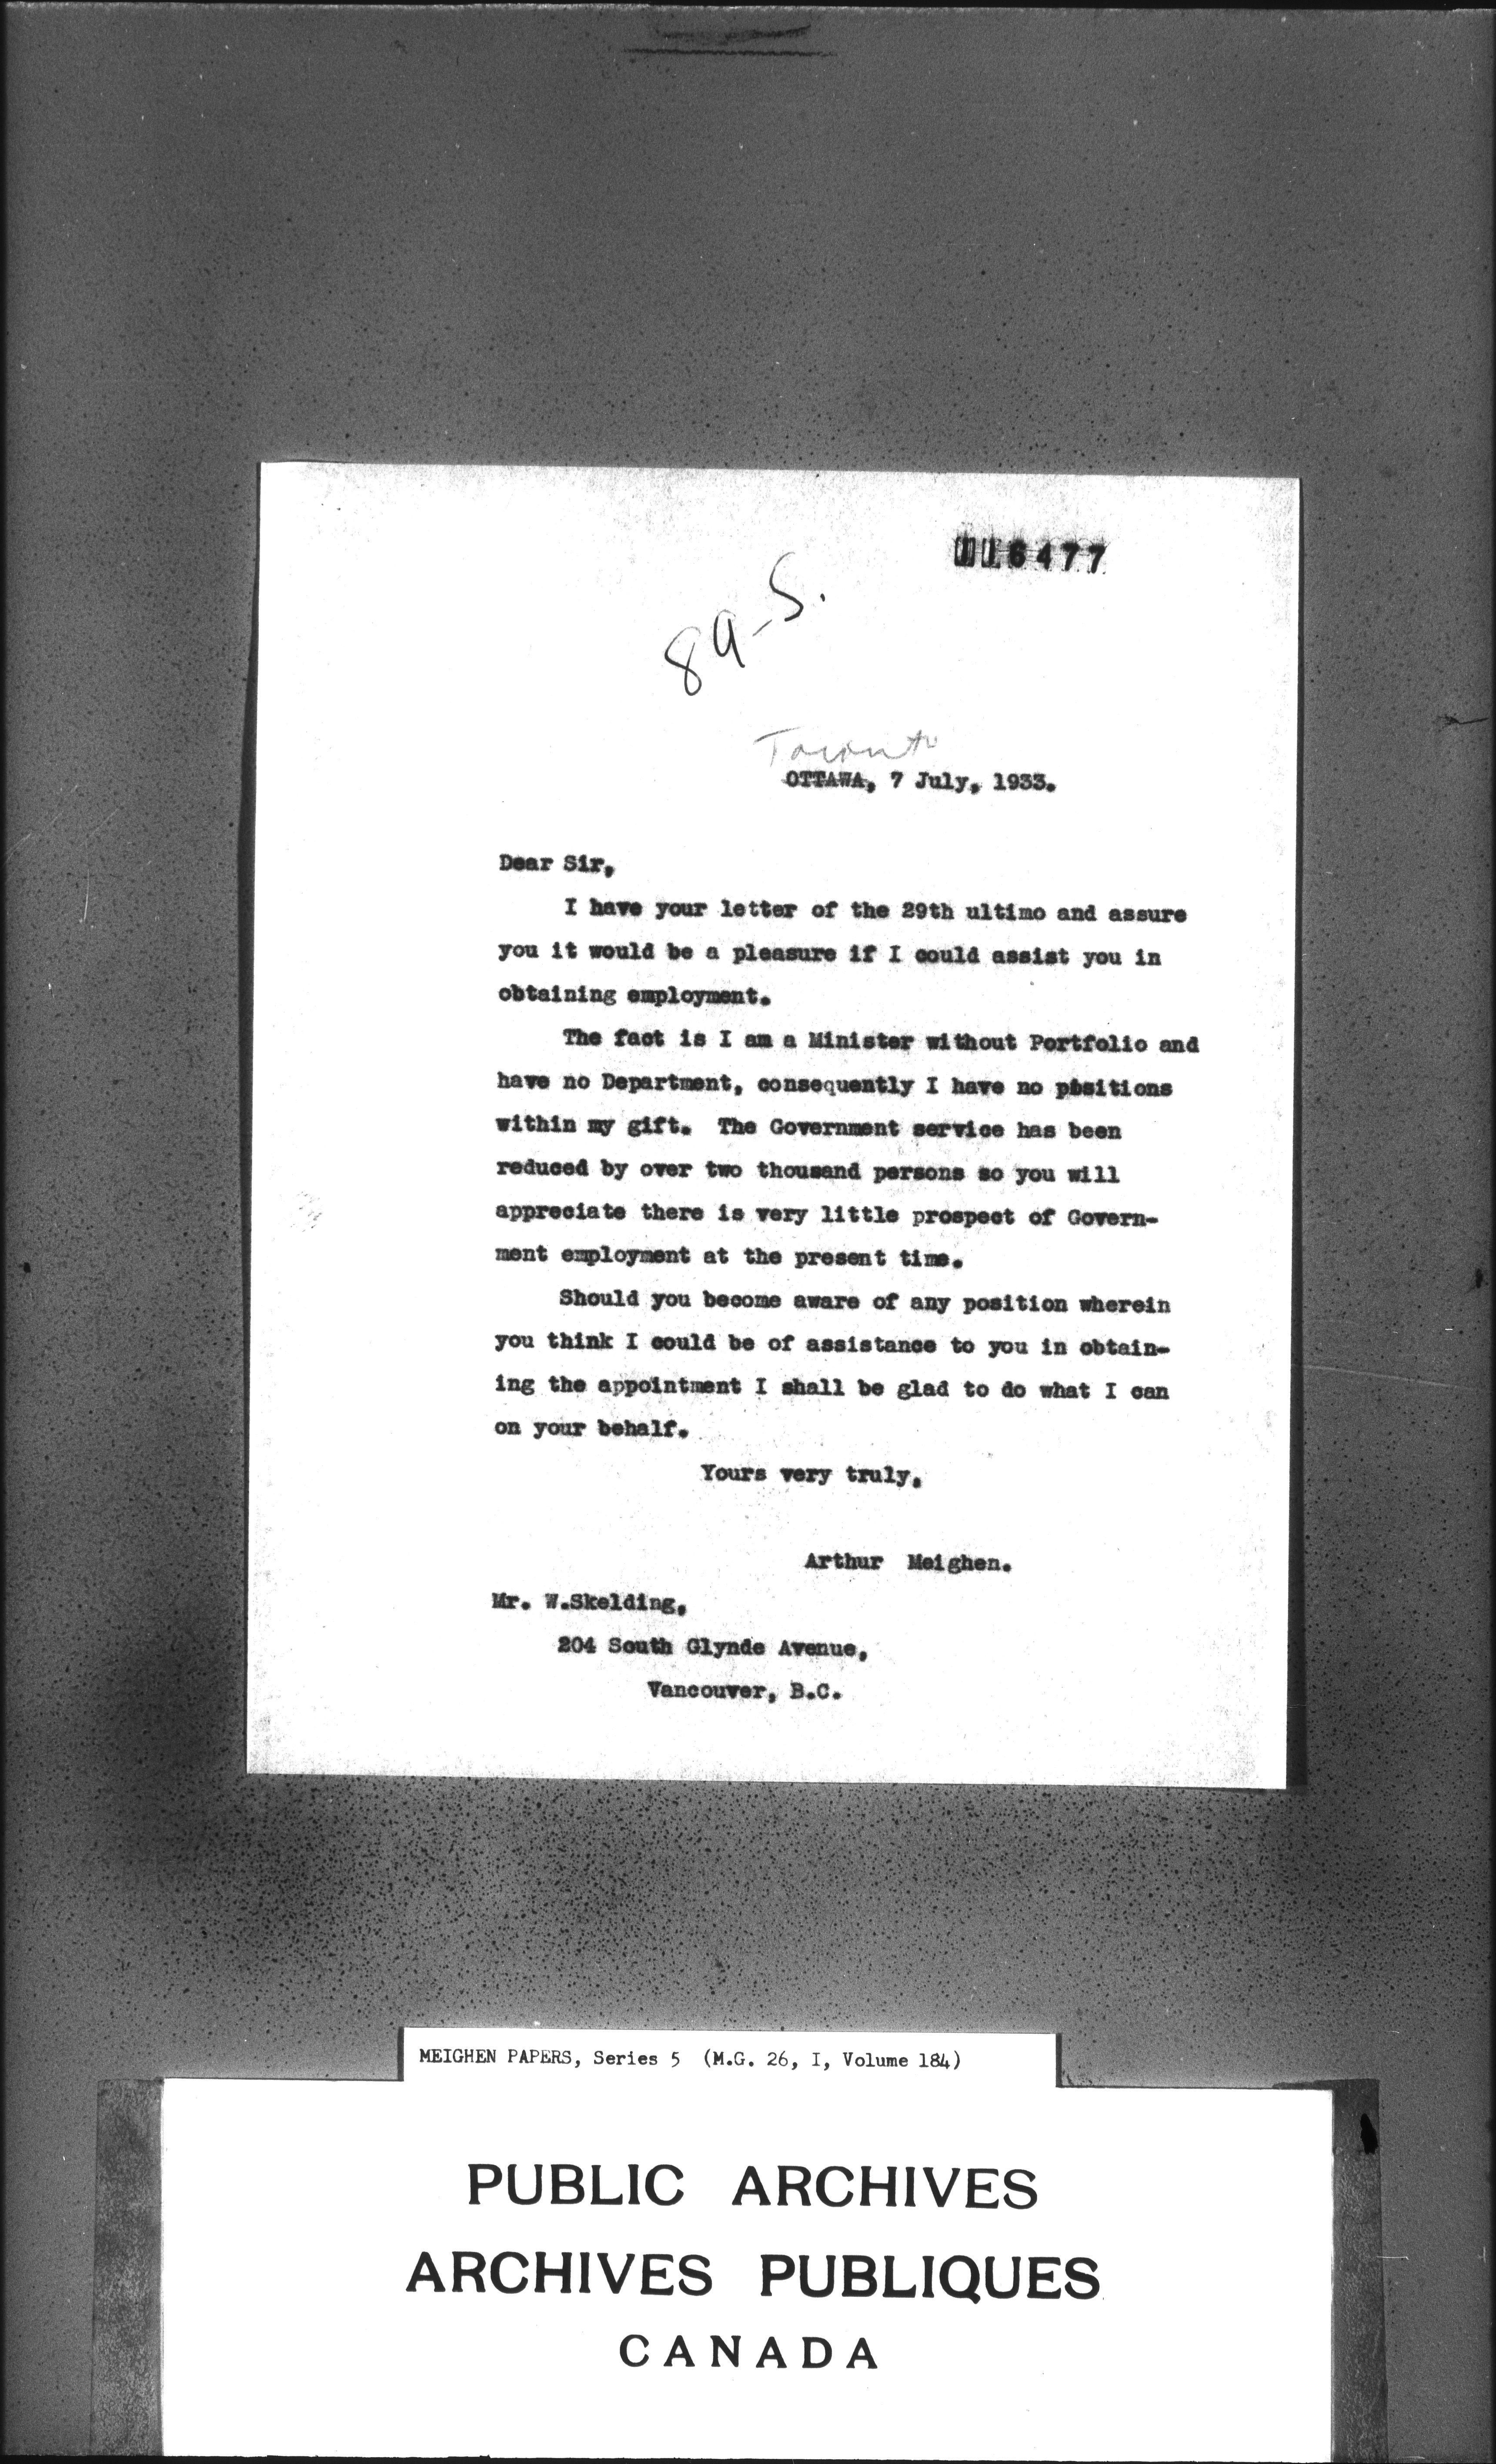 116477
89-S.
Toronto
OTTAWA, 7 July, 1933.
Dear Sir,
I have your letter of the 29th ultimo and assure
you it would be a pleasure if I could assist you in
obtaining employment.
The fact is I am a Minister without Portfolio and
have no Department, consequently I have no positions
within my gift. The Government service has been
reduced by over two thousand persons so you will
appreciate there is very little prospect of Govern-
ment employment at the present time.
Should you become aware of any position wherein
you think I could be of assistance to you in obtain-
ing the appointment I shall be glad to do what I can
on your behalf.
Yours very truly,
Arthur Meighen.
Mr. W.Skelding,
204 South Glynde Avenue,
Vancouver, B.C.
MEIGHEN PAPERS, Series 5 (M.G. 26, I, Volume 184)
PUBLIC ARCHIVES
ARCHIVES PUBLIQUES
CANADA